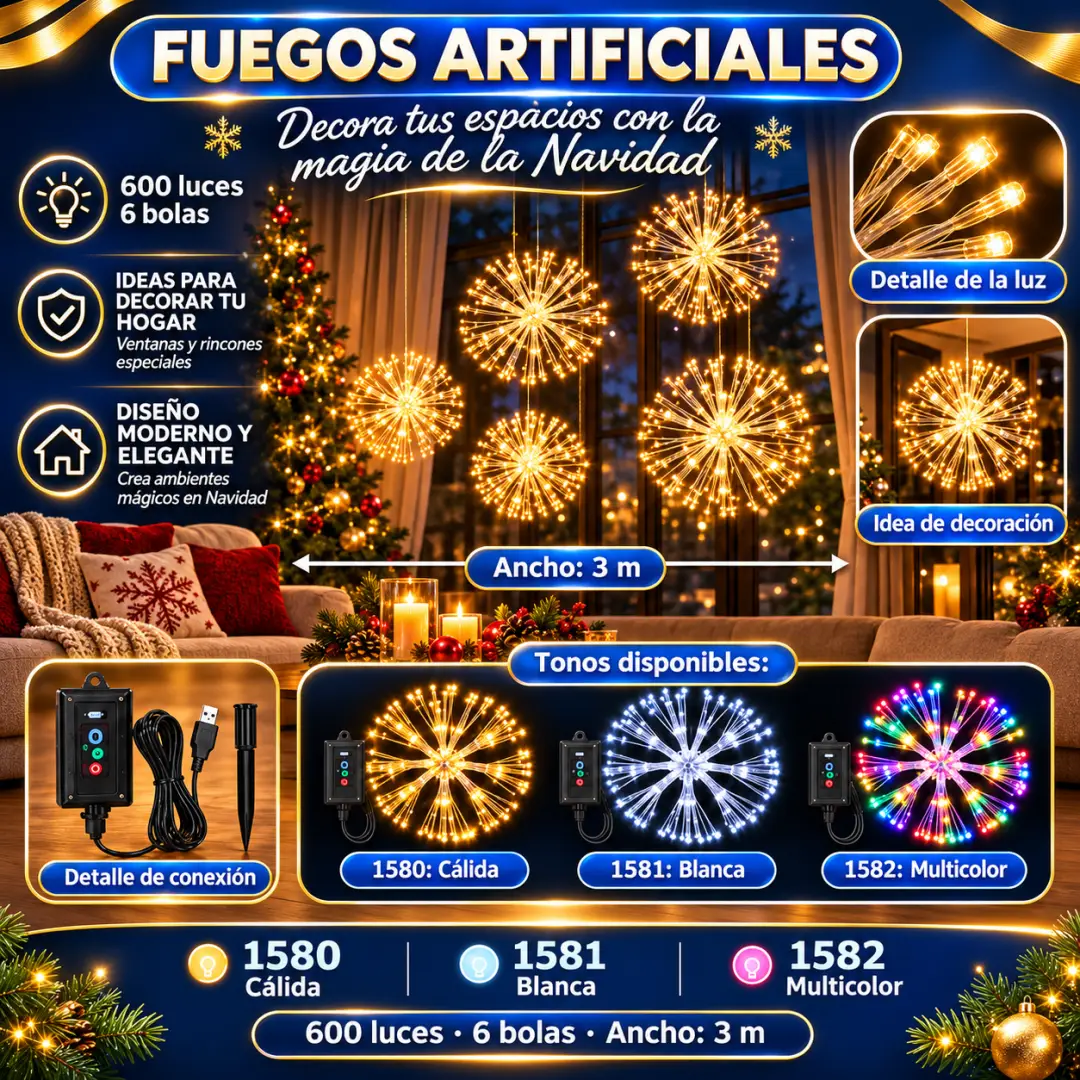 FUEGOS ARTIFICIALES
Decora tus espacios con la
magia de la Navidad
600 luces
6 bolas
IDEAS PARA
DECORAR TU
HOGAR
Ventanas y rincones
especiales
DISEÑO
MODERNO Y
ELEGANTE
Crea ambientes
mágicos en Navidad
Detalle de la luz
Idea de decoración
Ancho: 3 m
Tonos disponibles:
Detalle de conexión
1580: Cálida
1581: Blanca
1582: Multicolor
1580
Cálida
1581
Blanca
1582
Multicolor
600 luces · 6 bolas · Ancho: 3 m